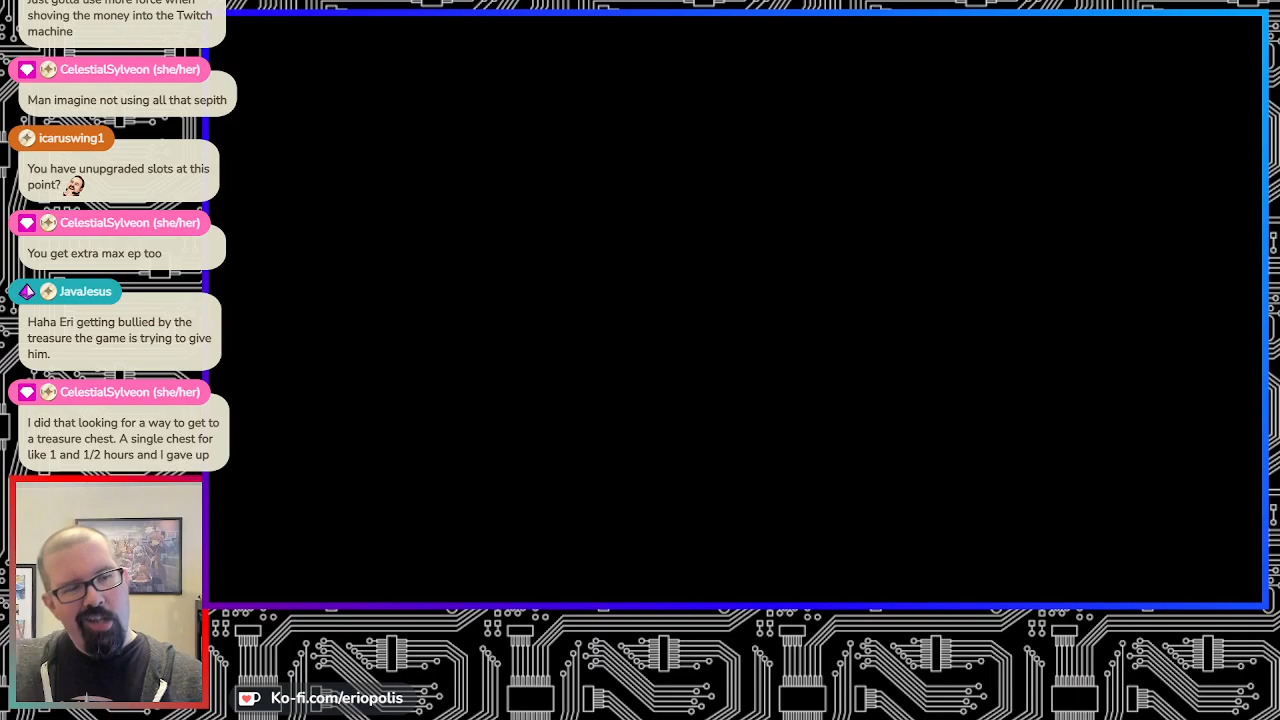 Just gotta use more force when
shoving the money into the Twitch
machine
CelestialSylveon (she/her)
Man imagine not using all that sepith
icaruswing1
You have unupgraded slots at this
point?
CelestialSylveon (she/her)
You get extra max ep too
JavaJesus
Haha Eri getting bullied by the
treasure the game is trying to give
him.
CelestialSylveon (she/her)
I did that looking for a way to get to
a treasure chest. A single chest for
like 1 and 1/2 hours and I gave up
Ko-fi.com/eriopolis